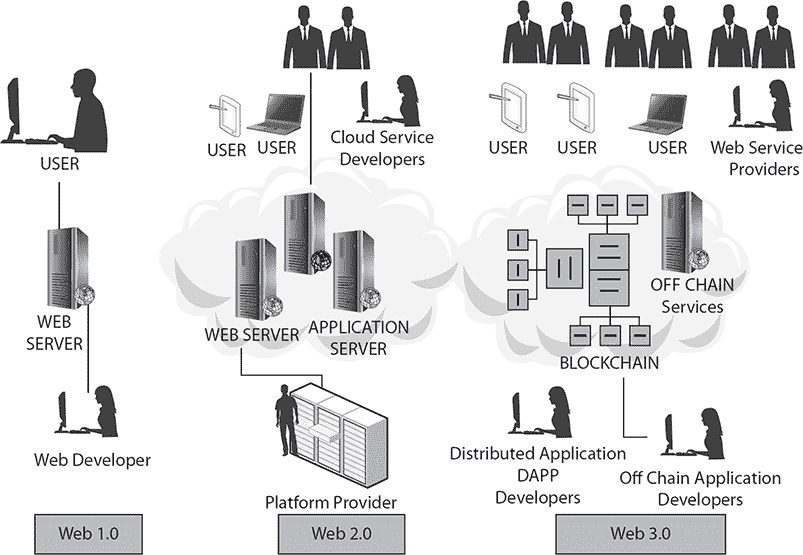 USER
WEB
SERVER
Web Developer
Web 1.0
USER
USER
Cloud Service
Developers
WEB SERVER
APPLICATION
SERVER
Platform Provider
Web 2.0
USER
USER
USER
Web Service
Providers
OFF CHAIN
Services
BLOCKCHAIN
Distributed Application
DAPP
Developers
Off Chain Application
Developers
Web 3.0